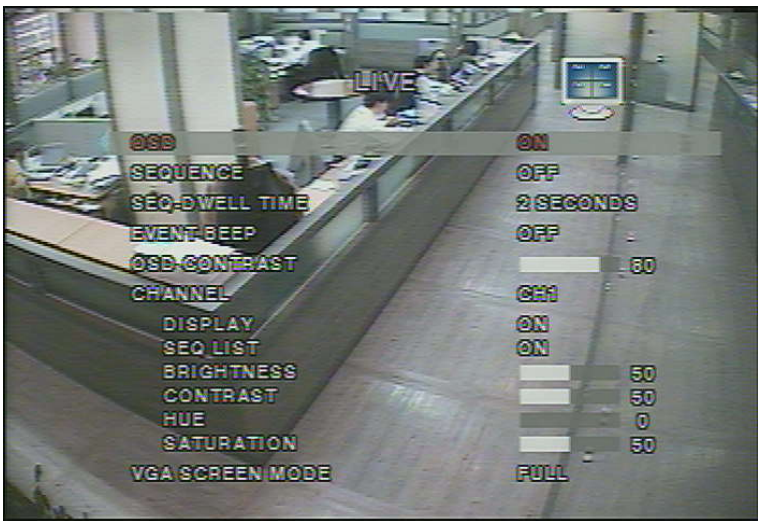 LIVE
OSD ON
SEQUENCE OFF
SEQ-DWELL TIME 2 SECONDS
EVENT BEEP OFF
OSD CONTRAST 80
CHANNEL CH1
DISPLAY ON
SEQ LIST ON
BRIGHTNESS 50
CONTRAST 50
HUE 0
SATURATION 50
VGA SCREEN MODE FULL